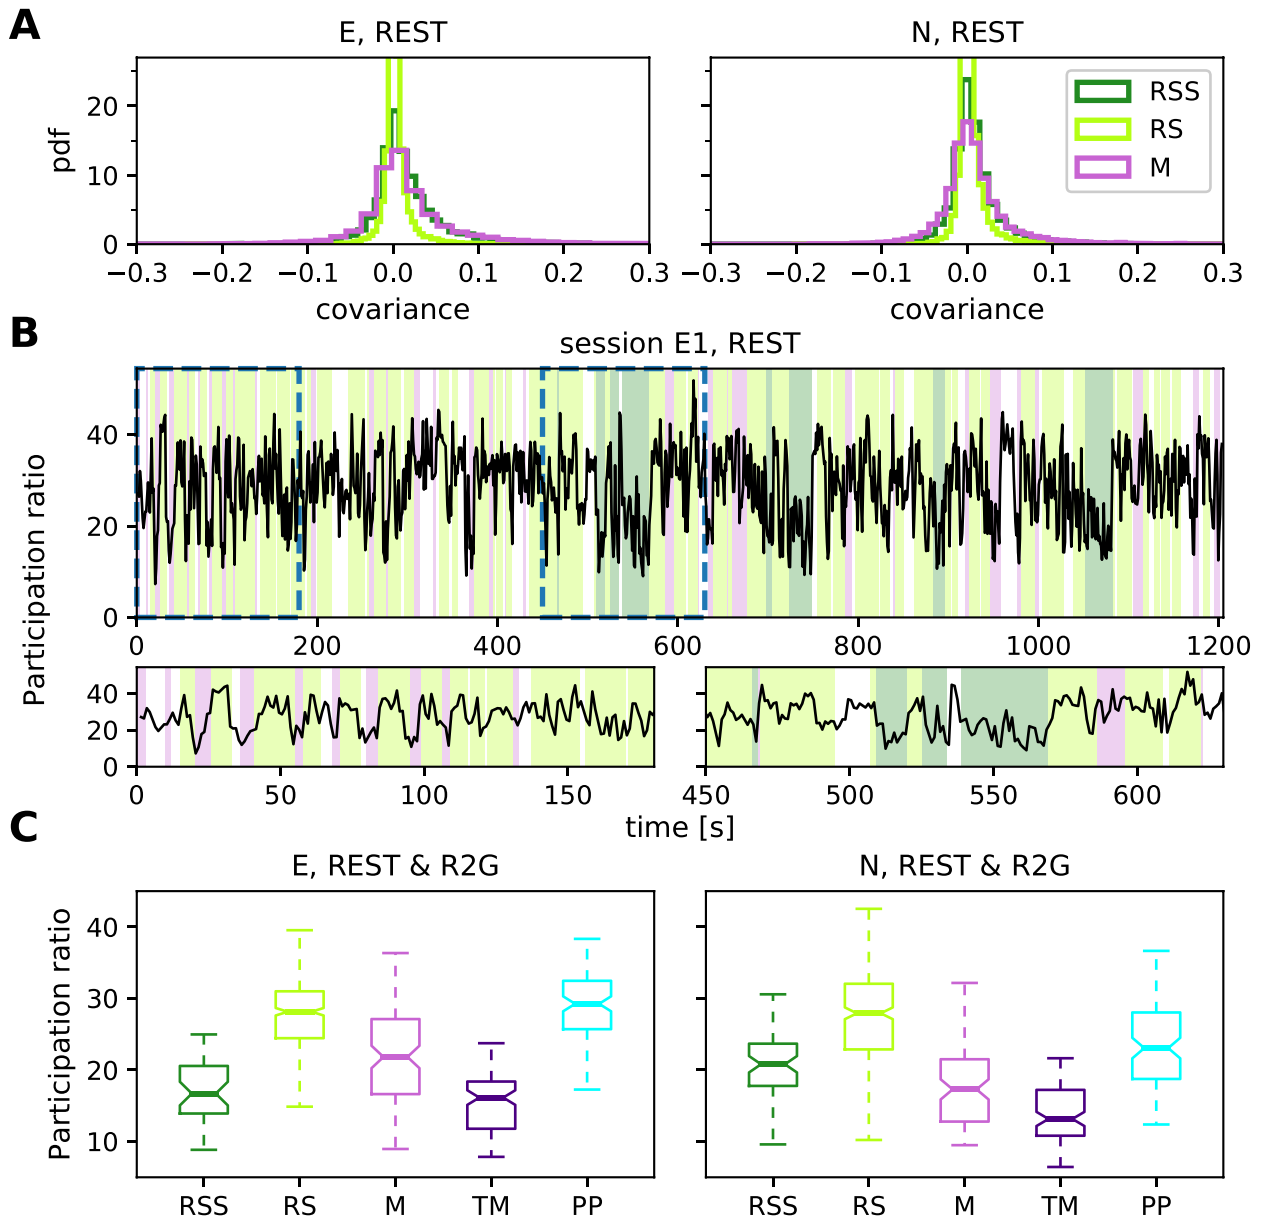 A
E, REST
N, REST
pdf
20
10
0
RSS
RS
M
−0.3 −0.2 −0.1 0.0 0.1 0.2 0.3
−0.3 −0.2 −0.1 0.0 0.1 0.2 0.3
covariance
covariance
B
session E1, REST
Participation ratio
40
20
0
0 200 400 600 800 1000 1200
40
20
0
0 50 100 150
450 500 550 600
time [s]
C
E, REST & R2G
N, REST & R2G
Participation ratio
40
30
20
10
RSS RS M TM PP
RSS RS M TM PP